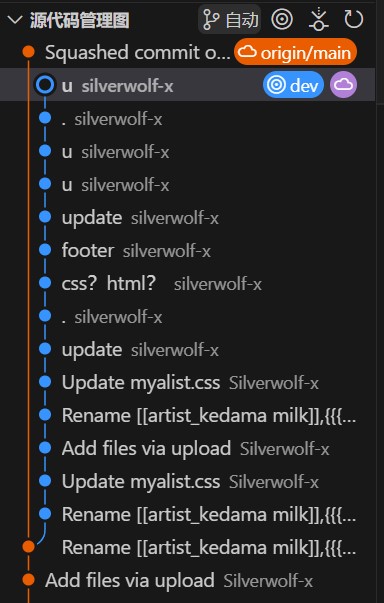 源代码管理图 自动
Squashed commit o... origin/main
u silverwolf-x dev
. silverwolf-x
u silverwolf-x
u silverwolf-x
update silverwolf-x
footer silverwolf-x
css？html？ silverwolf-x
. silverwolf-x
update silverwolf-x
Update myalist.css Silverwolf-x
Rename [[artist_kedama milk]],{{{...
Add files via upload Silverwolf-x
Update myalist.css Silverwolf-x
Rename [[artist_kedama milk]],{{{...
Rename [[artist_kedama milk]],{{{...
Add files via upload Silverwolf-x